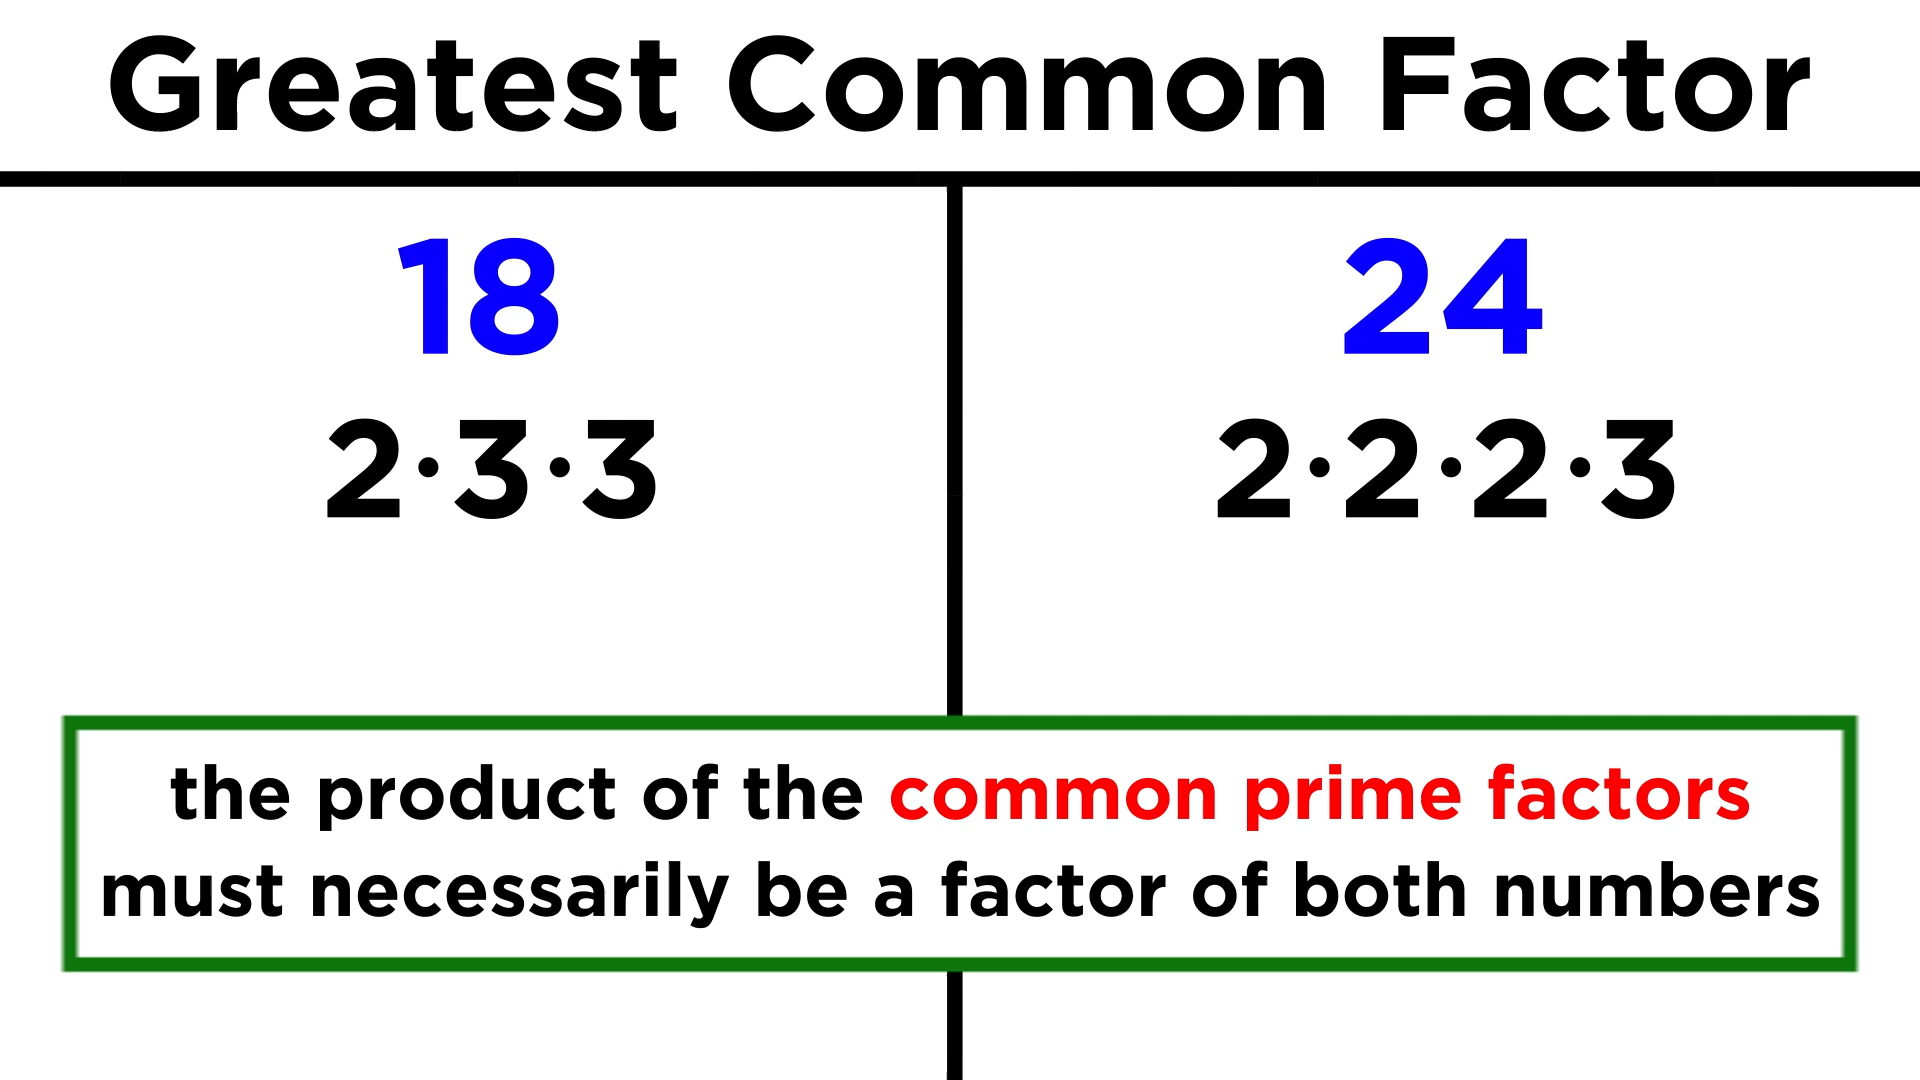 Greatest Common Factor
18
24
2·3·3
2·2·2·3
the product of the common prime factors
must necessarily be a factor of both numbers